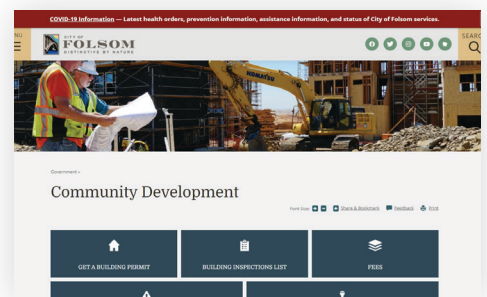 COVID-19 Information — Latest health orders, prevention information, assistance information, and status of City of Folsom services.
NU
CITY OF
FOLSOM
DISTINCTIVE BY NATURE
SEARC
KOMATSU
Government »
Community Development
Font Size: + - + Share & Bookmark Feedback Print
GET A BUILDING PERMIT
BUILDING INSPECTIONS LIST
FEES